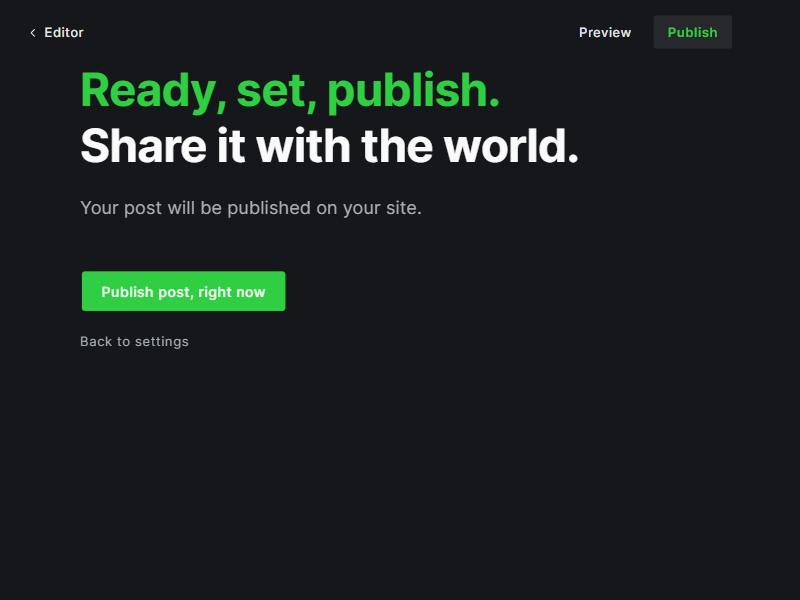 Editor
Preview
Publish
Ready, set, publish.
Share it with the world.
Your post will be published on your site.
Publish post, right now
Back to settings